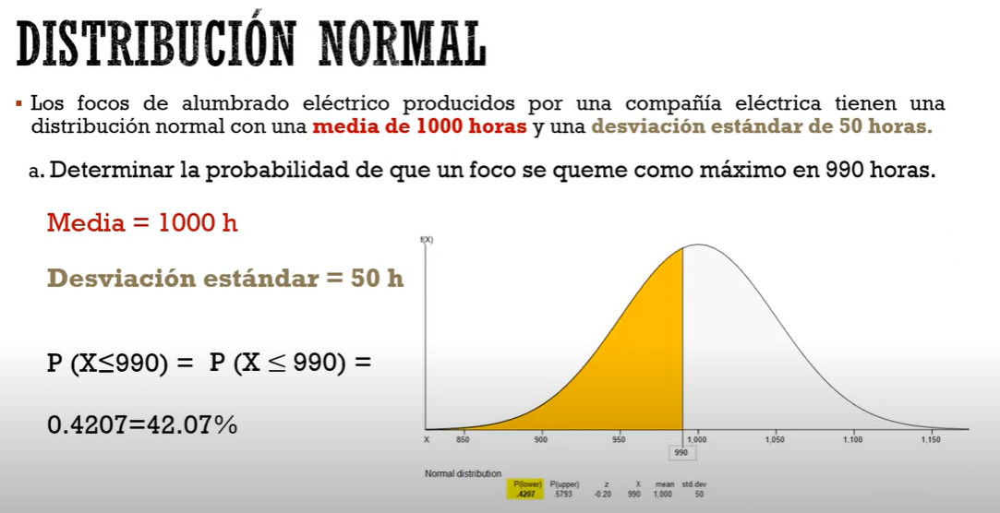 DISTRIBUCIÓN NORMAL
▪ Los focos de alumbrado eléctrico producidos por una compañía eléctrica tienen una
distribución normal con una media de 1000 horas y una desviación estándar de 50 horas.
a. Determinar la probabilidad de que un foco se queme como máximo en 990 horas.
Media = 1000 h
Desviación estándar = 50 h
P (X≤990) = P (X ≤ 990) =
0.4207=42.07%
f(X)
X 850 900 950 1,000 1,050 1,100 1,150
990
Normal distribution
P(lower) P(upper) z X mean std.dev
.4207 .5793 -0.20 990 1,000 50